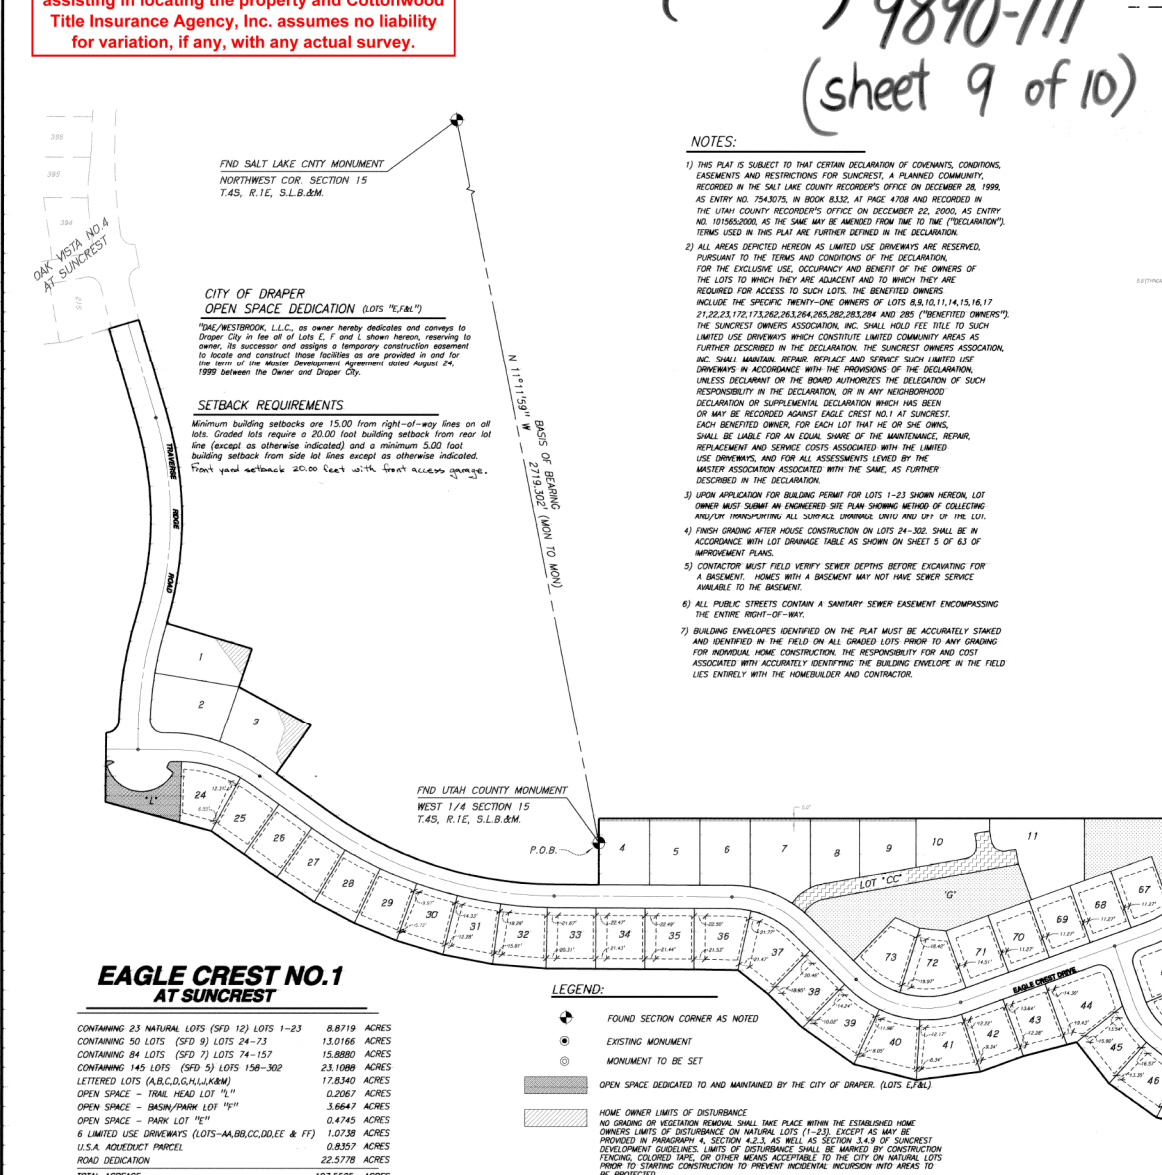 assisting in locating the property and Cottonwood
Title Insurance Agency, Inc. assumes no liability
for variation, if any, with any actual survey.
9890-111
(sheet 9 of 10)
396
395
394
OAK VISTA NO.4
AT SUNCREST
FND SALT LAKE CNTY MONUMENT
NORTHWEST COR. SECTION 15
T.4S, R.1E, S.L.B.&M.
CITY OF DRAPER
OPEN SPACE DEDICATION (LOTS "E,F&L")
"DAE/WESTBROOK, L.L.C., as owner hereby dedicates and conveys to
Draper City in fee all of Lots E, F and L shown hereon, reserving to
owner, its successor and assigns a temporary construction easement
to locate and construct those facilities as are provided in and for
the term of the Master Development Agreement dated August 24,
1999 between the Owner and Draper City.
SETBACK REQUIREMENTS
Minimum building setbacks are 15.00 from right-of-way lines on all
lots. Graded lots require a 20.00 foot building setback from rear lot
line (except as otherwise indicated) and a minimum 5.00 foot
building setback from side lot lines except as otherwise indicated.
Front yard setback 20.00 feet with front access garage.
N 11°11'59" W
BASIS OF BEARING
2719.302' (MON TO MON)
NOTES:
1) THIS PLAT IS SUBJECT TO THAT CERTAIN DECLARATION OF COVENANTS, CONDITIONS,
EASEMENTS AND RESTRICTIONS FOR SUNCREST, A PLANNED COMMUNITY,
RECORDED IN THE SALT LAKE COUNTY RECORDER'S OFFICE ON DECEMBER 28, 1999,
AS ENTRY NO. 7543075, IN BOOK 8332, AT PAGE 4708 AND RECORDED IN
THE UTAH COUNTY RECORDER'S OFFICE ON DECEMBER 22, 2000, AS ENTRY
NO. 101565:2000, AS THE SAME MAY BE AMENDED FROM TIME TO TIME ("DECLARATION").
TERMS USED IN THIS PLAT ARE FURTHER DEFINED IN THE DECLARATION.
2) ALL AREAS DEPICTED HEREON AS LIMITED USE DRIVEWAYS ARE RESERVED,
PURSUANT TO THE TERMS AND CONDITIONS OF THE DECLARATION,
FOR THE EXCLUSIVE USE, OCCUPANCY AND BENEFIT OF THE OWNERS OF
THE LOTS TO WHICH THEY ARE ADJACENT AND TO WHICH THEY ARE
REQUIRED FOR ACCESS TO SUCH LOTS. THE BENEFITED OWNERS
INCLUDE THE SPECIFIC TWENTY-ONE OWNERS OF LOTS 8,9,10,11,14,15,16,17
21,22,23,172,173,262,263,264,265,282,283,284 AND 285 ("BENEFITED OWNERS").
THE SUNCREST OWNERS ASSOCIATION, INC. SHALL HOLD FEE TITLE TO SUCH
LIMITED USE DRIVEWAYS WHICH CONSTITUTE LIMITED COMMUNITY AREAS AS
FURTHER DESCRIBED IN THE DECLARATION. THE SUNCREST OWNERS ASSOCATION,
INC. SHALL MAINTAIN, REPAIR, REPLACE AND SERVICE SUCH LIMITED USE
DRIVEWAYS IN ACCORDANCE WITH THE PROVISIONS OF THE DECLARATION,
UNLESS DECLARANT OR THE BOARD AUTHORIZES THE DELEGATION OF SUCH
RESPONSIBILITY IN THE DECLARATION, OR IN ANY NEIGHBORHOOD
DECLARATION OR SUPPLEMENTAL DECLARATION WHICH HAS BEEN
OR MAY BE RECORDED AGAINST EAGLE CREST NO.1 AT SUNCREST.
EACH BENEFITED OWNER, FOR EACH LOT THAT HE OR SHE OWNS,
SHALL BE LIABLE FOR AN EQUAL SHARE OF THE MAINTENANCE, REPAIR,
REPLACEMENT AND SERVICE COSTS ASSOCIATED WITH THE LIMITED
USE DRIVEWAYS, AND FOR ALL ASSESSMENTS LEVIED BY THE
MASTER ASSOCIATION ASSOCIATED WITH THE SAME, AS FURTHER
DESCRIBED IN THE DECLARATION.
3) UPON APPLICATION FOR BUILDING PERMIT FOR LOTS 1-23 SHOWN HEREON, LOT
OWNER MUST SUBMIT AN ENGINEERED SITE PLAN SHOWING METHOD OF COLLECTING
AND/OR TRANSPORTING ALL SURFACE DRAINAGE ONTO AND OFF OF THE LOT.
4) FINISH GRADING AFTER HOUSE CONSTRUCTION ON LOTS 24-302. SHALL BE IN
ACCORDANCE WITH LOT DRAINAGE TABLE AS SHOWN ON SHEET 5 OF 63 OF
IMPROVEMENT PLANS.
5) CONTACTOR MUST FIELD VERIFY SEWER DEPTHS BEFORE EXCAVATING FOR
A BASEMENT. HOMES WITH A BASEMENT MAY NOT HAVE SEWER SERVICE
AVAILABLE TO THE BASEMENT.
6) ALL PUBLIC STREETS CONTAIN A SANITARY SEWER EASEMENT ENCOMPASSING
THE ENTIRE RIGHT-OF-WAY.
7) BUILDING ENVELOPES IDENTIFIED ON THE PLAT MUST BE ACCURATELY STAKED
AND IDENTIFIED IN THE FIELD ON ALL GRADED LOTS PRIOR TO ANY GRADING
FOR INDIVIDUAL HOME CONSTRUCTION. THE RESPONSIBILITY FOR AND COST
ASSOCIATED WITH ACCURATELY IDENTIFYING THE BUILDING ENVELOPE IN THE FIELD
LIES ENTIRELY WITH THE HOMEBUILDER AND CONTRACTOR.
TRAVERSE RIDGE ROAD
1
2
3
"L"
24
25
26
27
28
29
30
31
32
33
34
35
36
37
38
39
40
41
42
43
44
45
46
FND UTAH COUNTY MONUMENT
WEST 1/4 SECTION 15
T.4S, R.1E, S.L.B.&M.
P.O.B.
4
5
6
7
8
9
10
11
LOT "CC"
"G"
67
68
69
70
71
72
73
EAGLE CREST DRIVE
EAGLE CREST NO.1
AT SUNCREST
CONTAINING 23 NATURAL LOTS (SFD 12) LOTS 1-23 8.8719 ACRES
CONTAINING 50 LOTS (SFD 9) LOTS 24-73 13.0166 ACRES
CONTAINING 84 LOTS (SFD 7) LOTS 74-157 15.8880 ACRES
CONTAINING 145 LOTS (SFD 5) LOTS 158-302 23.1088 ACRES
LETTERED LOTS (A,B,C,D,G,H,I,J,K&M) 17.8340 ACRES
OPEN SPACE - TRAIL HEAD LOT "L" 0.2067 ACRES
OPEN SPACE - BASIN/PARK LOT "F" 3.6647 ACRES
OPEN SPACE - PARK LOT "E" 0.4745 ACRES
6 LIMITED USE DRIVEWAYS (LOTS-AA,BB,CC,DD,EE & FF) 1.0738 ACRES
U.S.A. AQUEDUCT PARCEL 0.8357 ACRES
ROAD DEDICATION 22.5778 ACRES
LEGEND:
FOUND SECTION CORNER AS NOTED
EXISTING MONUMENT
MONUMENT TO BE SET
OPEN SPACE DEDICATED TO AND MAINTAINED BY THE CITY OF DRAPER. (LOTS E,F&L)
HOME OWNER LIMITS OF DISTURBANCE
NO GRADING OR VEGETATION REMOVAL SHALL TAKE PLACE WITHIN THE ESTABLISHED HOME
OWNERS LIMITS OF DISTURBANCE ON NATURAL LOTS (1-23). EXCEPT AS MAY BE
PROVIDED IN PARAGRAPH 4, SECTION 4.2.3, AS WELL AS SECTION 3.4.9 OF SUNCREST
DEVELOPMENT GUIDELINES. LIMITS OF DISTURBANCE SHALL BE MARKED BY CONSTRUCTION
FENCING, COLORED TAPE, OR OTHER MEANS ACCEPTABLE TO THE CITY ON NATURAL LOTS
PRIOR TO STARTING CONSTRUCTION TO PREVENT INCIDENTAL INCURSION INTO AREAS TO